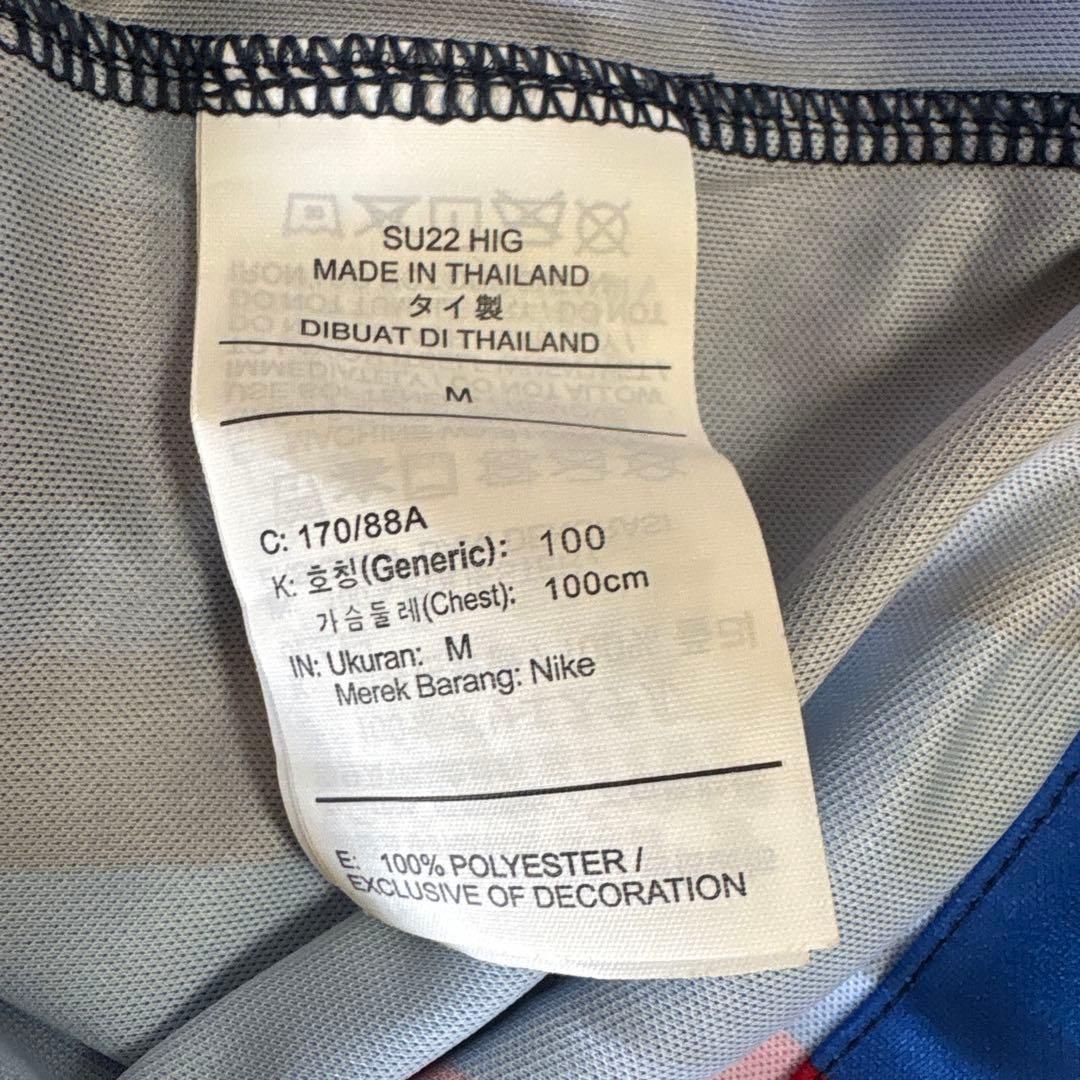 SU22 HIG
MADE IN THAILAND
タイ製
DIBUAT DI THAILAND
M
C: 170/88A
K: 호칭(Generic): 100
가슴둘레(Chest): 100cm
IN: Ukuran: M
Merek Barang: Nike
E: 100% POLYESTER /
EXCLUSIVE OF DECORATION